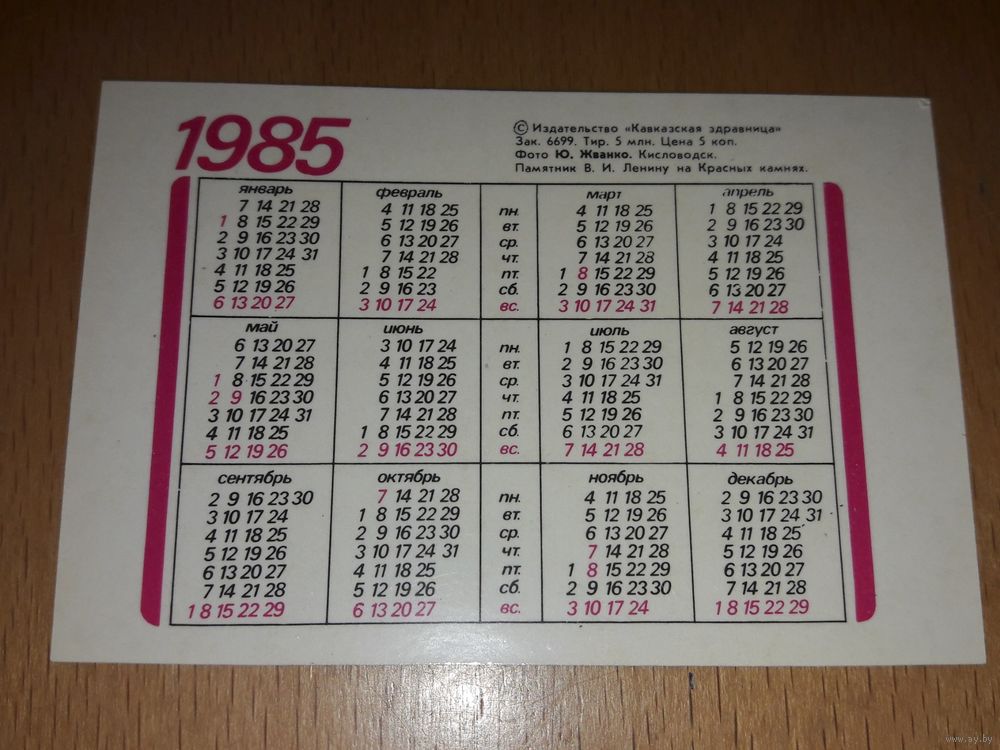 1985
© Издательство «Кавказская здравница»
Зак. 6699. Тир. 5 млн. Цена 5 коп.
Фото Ю. Жванко. Кисловодск.
Памятник В. И. Ленину на Красных камнях.
январь февраль март апрель
7 14 21 28 4 11 18 25 пн. 4 11 18 25 1 8 15 22 29
1 8 15 22 29 5 12 19 26 вт. 5 12 19 26 2 9 16 23 30
2 9 16 23 30 6 13 20 27 ср. 6 13 20 27 3 10 17 24
3 10 17 24 31 7 14 21 28 чт. 7 14 21 28 4 11 18 25
4 11 18 25 1 8 15 22 пт. 1 8 15 22 29 5 12 19 26
5 12 19 26 2 9 16 23 сб. 2 9 16 23 30 6 13 20 27
6 13 20 27 3 10 17 24 вс. 3 10 17 24 31 7 14 21 28
май июнь июль август
6 13 20 27 3 10 17 24 пн. 1 8 15 22 29 5 12 19 26
7 14 21 28 4 11 18 25 вт. 2 9 16 23 30 6 13 20 27
1 8 15 22 29 5 12 19 26 ср. 3 10 17 24 31 7 14 21 28
2 9 16 23 30 6 13 20 27 чт. 4 11 18 25 1 8 15 22 29
3 10 17 24 31 7 14 21 28 пт. 5 12 19 26 2 9 16 23 30
4 11 18 25 1 8 15 22 29 сб. 6 13 20 27 3 10 17 24 31
5 12 19 26 2 9 16 23 30 вс. 7 14 21 28 4 11 18 25
сентябрь октябрь ноябрь декабрь
2 9 16 23 30 7 14 21 28 пн. 4 11 18 25 2 9 16 23 30
3 10 17 24 1 8 15 22 29 вт. 5 12 19 26 3 10 17 24 31
4 11 18 25 2 9 16 23 30 ср. 6 13 20 27 4 11 18 25
5 12 19 26 3 10 17 24 31 чт. 7 14 21 28 5 12 19 26
6 13 20 27 4 11 18 25 пт. 1 8 15 22 29 6 13 20 27
7 14 21 28 5 12 19 26 сб. 2 9 16 23 30 7 14 21 28
1 8 15 22 29 6 13 20 27 вс. 3 10 17 24 1 8 15 22 29
www.ay.by